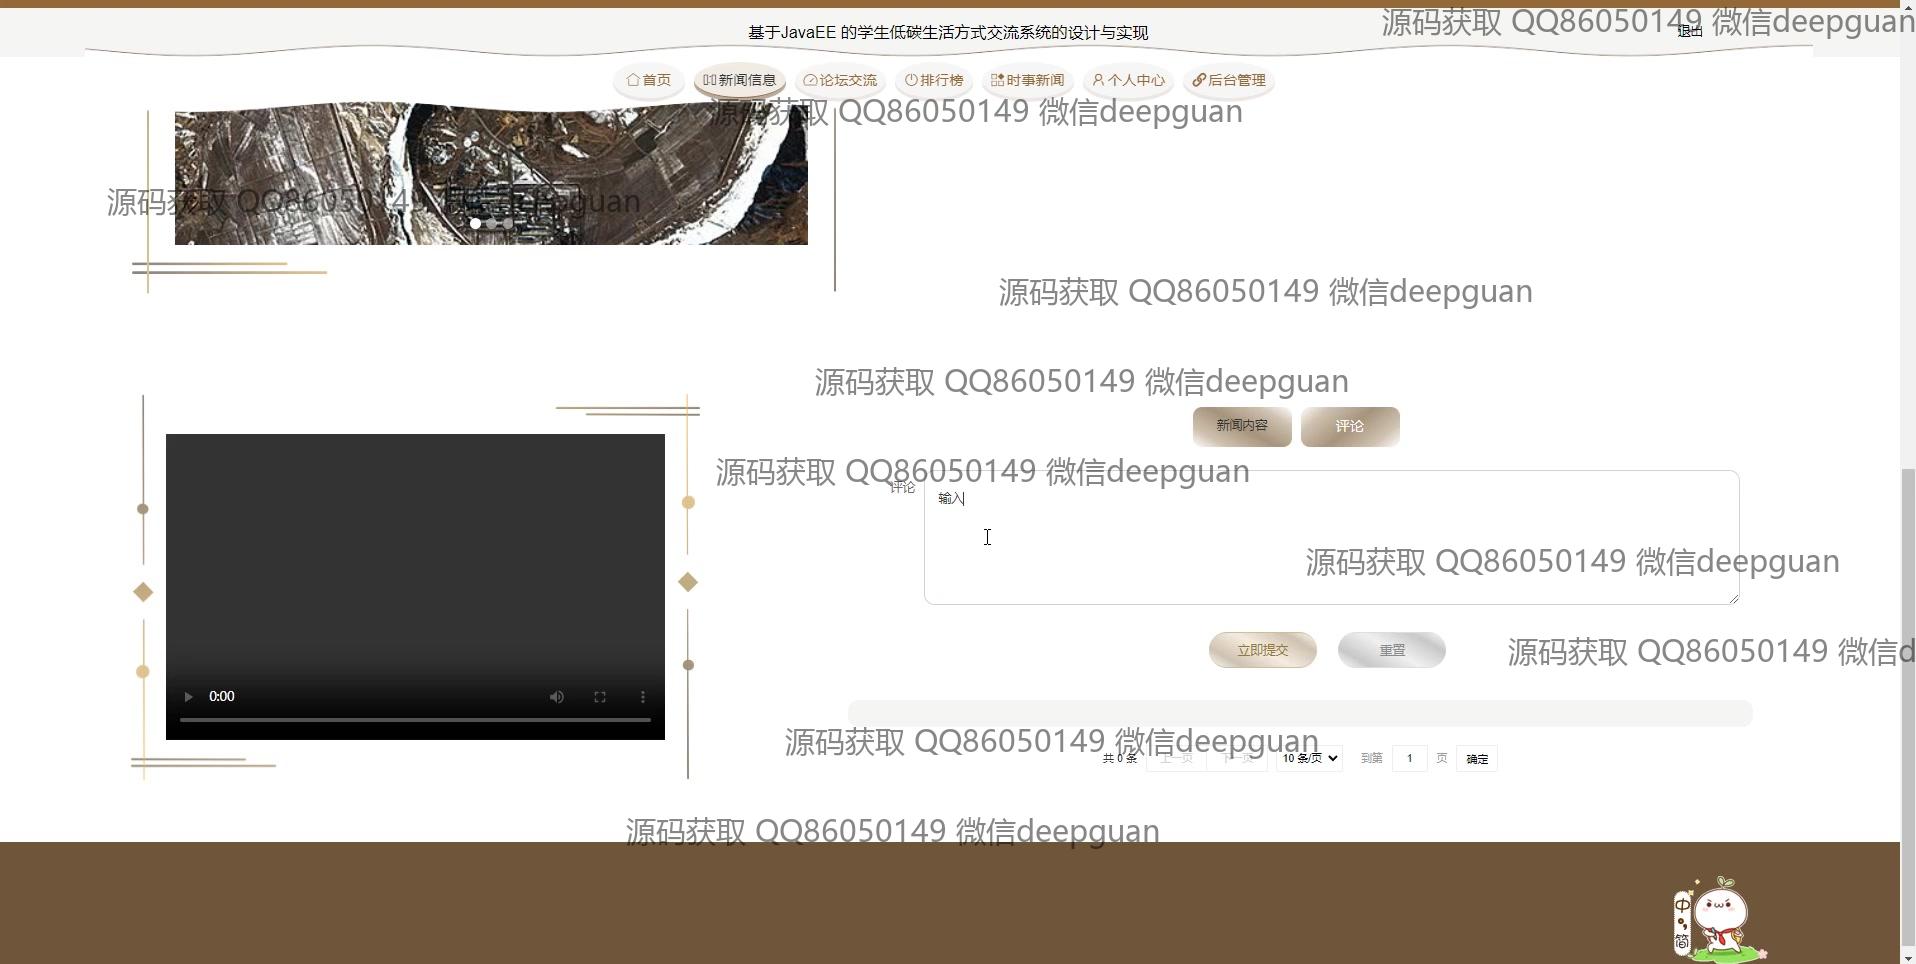 基于JavaEE 的学生低碳生活方式交流系统的设计与实现
退出
源码获取 QQ86050149 微信deepguan
首页 新闻信息 论坛交流 排行榜 时事新闻 个人中心 后台管理
源码获取 QQ86050149 微信deepguan
源码获取 QQ86050149 微信deepguan
源码获取 QQ86050149 微信deepguan
源码获取 QQ86050149 微信deepguan
新闻内容 评论
源码获取 QQ86050149 微信deepguan
评论
输入
源码获取 QQ86050149 微信deepguan
立即提交 重置
源码获取 QQ86050149 微信d
0:00
源码获取 QQ86050149 微信deepguan
共 0 条 上一页 下一页 10 条/页 到第 1 页 确定
源码获取 QQ86050149 微信deepguan
中
简